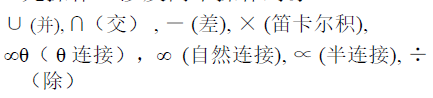 ∪ (并), ∩（交）, － (差), × (笛卡尔积),
∞θ（ θ 连接），∞ (自然连接), ∝ (半连接), ÷
（除）